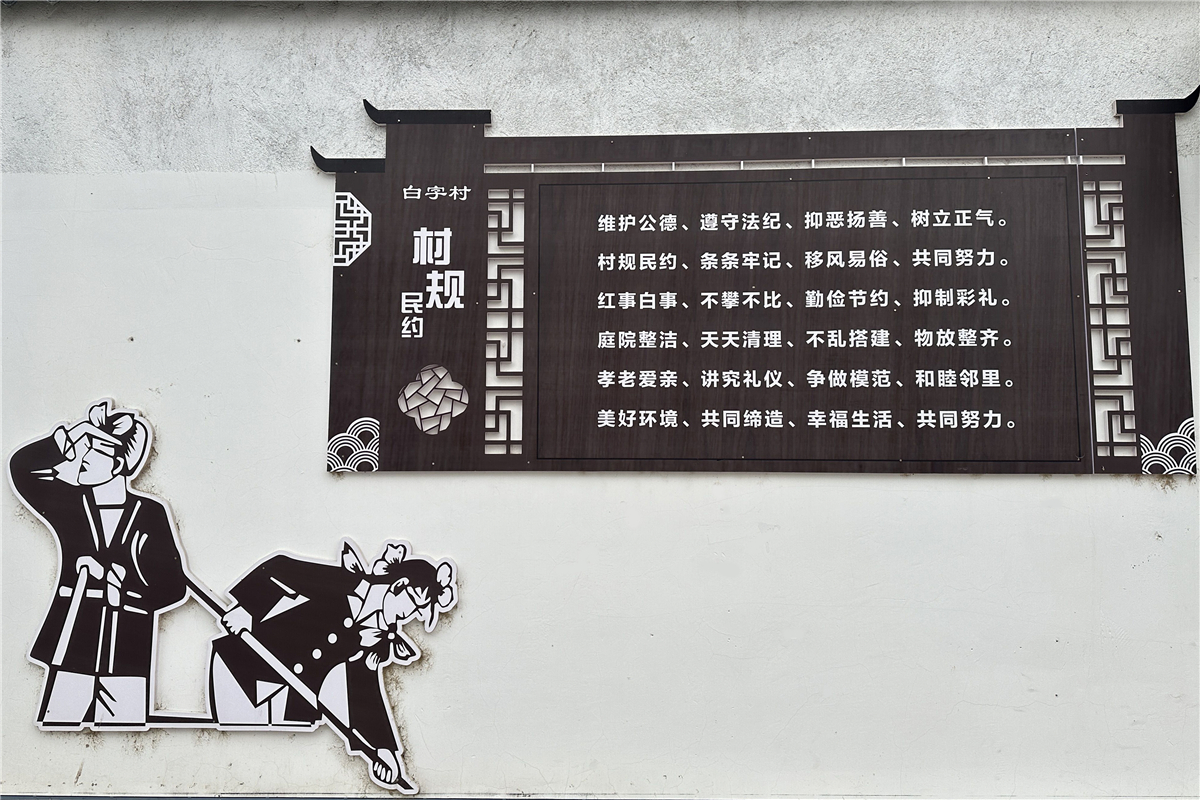 白字村
村规
民约
维护公德、遵守法纪、抑恶扬善、树立正气。
村规民约、条条牢记、移风易俗、共同努力。
红事白事、不攀不比、勤俭节约、抑制彩礼。
庭院整洁、天天清理、不乱搭建、物放整齐。
孝老爱亲、讲究礼仪、争做模范、和睦邻里。
美好环境、共同缔造、幸福生活、共同努力。